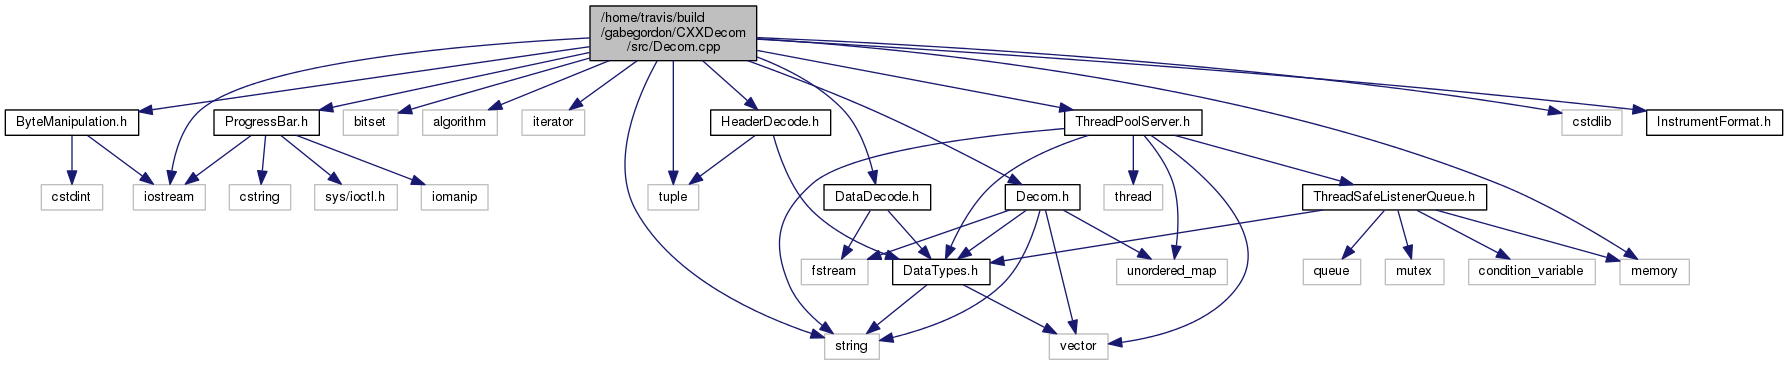 /home/travis/build
/gabegordon/CXXDecom
/src/Decom.cpp
ByteManipulation.h
ProgressBar.h
bitset
algorithm
iterator
HeaderDecode.h
ThreadPoolServer.h
cstdlib
InstrumentFormat.h
cstdint
iostream
cstring
sys/ioctl.h
iomanip
tuple
DataDecode.h
Decom.h
thread
ThreadSafeListenerQueue.h
fstream
DataTypes.h
unordered_map
queue
mutex
condition_variable
memory
string
vector